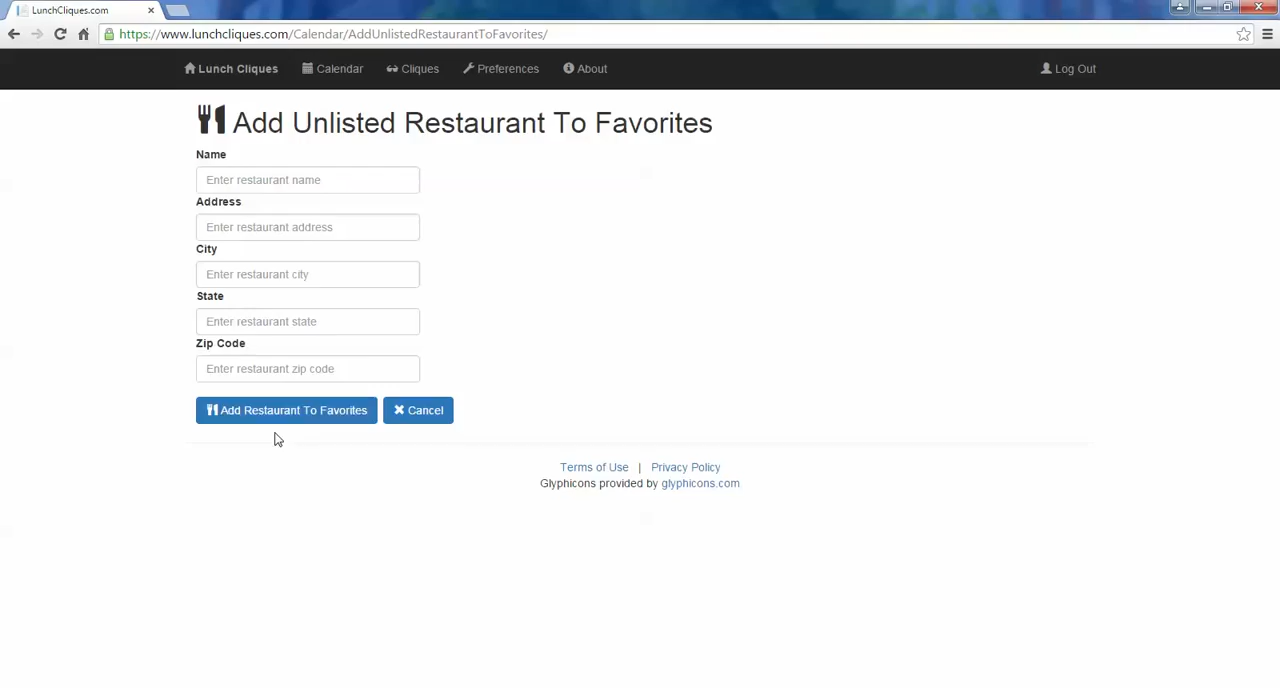 LunchCliques.com
https://www.lunchcliques.com/Calendar/AddUnlistedRestaurantToFavorites/
Lunch Cliques Calendar Cliques Preferences About Log Out
Add Unlisted Restaurant To Favorites
Name
Enter restaurant name
Address
Enter restaurant address
City
Enter restaurant city
State
Enter restaurant state
Zip Code
Enter restaurant zip code
Add Restaurant To Favorites Cancel
Terms of Use | Privacy Policy
Glyphicons provided by glyphicons.com